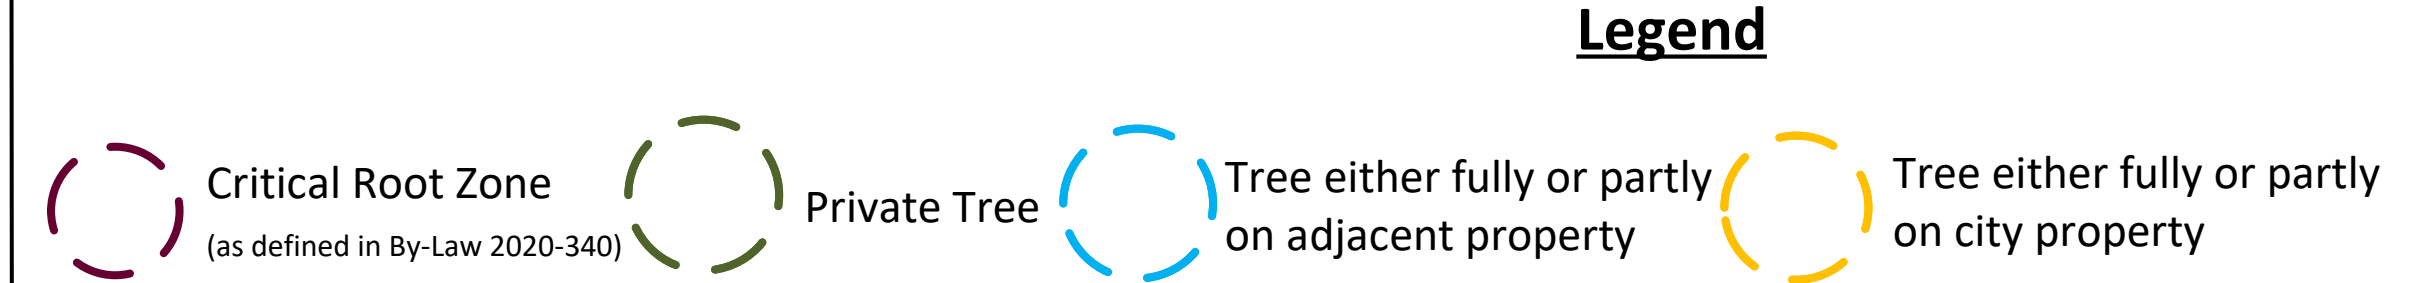 Legend
Critical Root Zone
(as defined in By-Law 2020-340)
Private Tree
Tree either fully or partly
on adjacent property
Tree either fully or partly
on city property